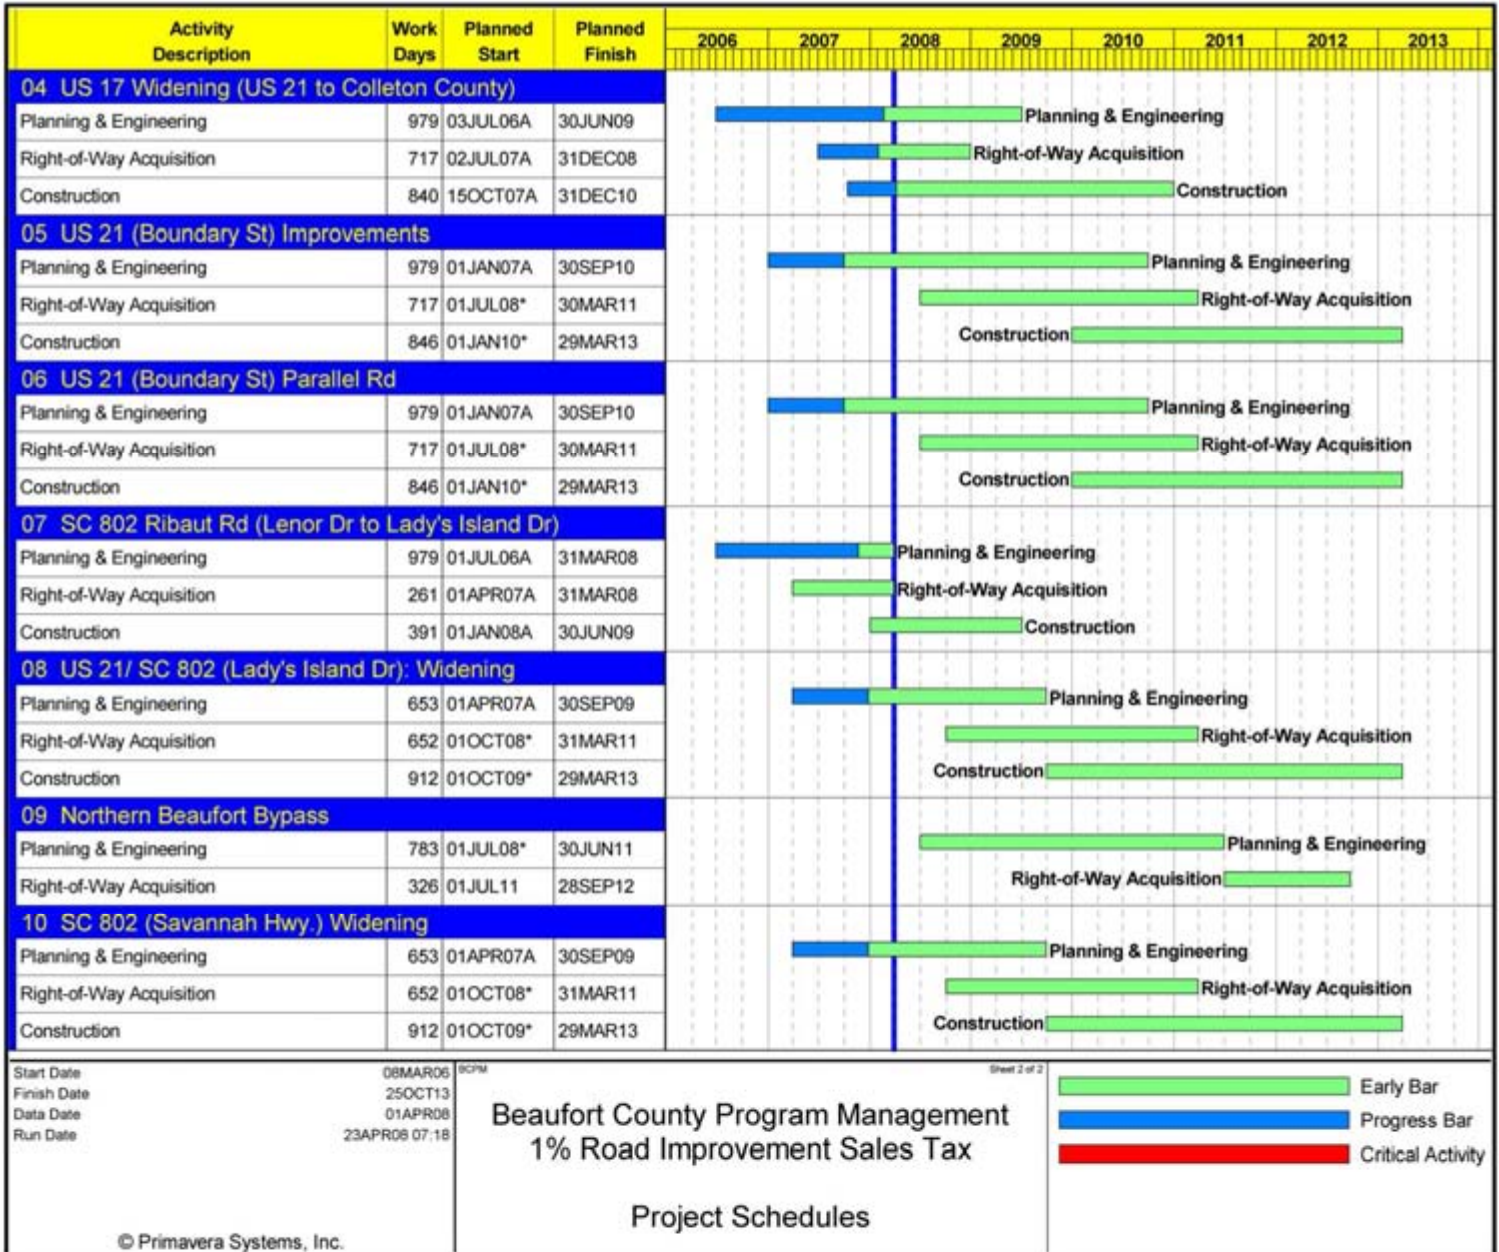 Activity Description Work Days Planned Start Planned Finish
2006 2007 2008 2009 2010 2011 2012 2013
04 US 17 Widening (US 21 to Colleton County)
Planning & Engineering 979 03JUL06A 30JUN09 Planning & Engineering
Right-of-Way Acquisition 717 02JUL07A 31DEC08 Right-of-Way Acquisition
Construction 840 15OCT07A 31DEC10 Construction
05 US 21 (Boundary St) Improvements
Planning & Engineering 979 01JAN07A 30SEP10 Planning & Engineering
Right-of-Way Acquisition 717 01JUL08* 30MAR11 Right-of-Way Acquisition
Construction 846 01JAN10* 29MAR13 Construction
06 US 21 (Boundary St) Parallel Rd
Planning & Engineering 979 01JAN07A 30SEP10 Planning & Engineering
Right-of-Way Acquisition 717 01JUL08* 30MAR11 Right-of-Way Acquisition
Construction 846 01JAN10* 29MAR13 Construction
07 SC 802 Ribaut Rd (Lenor Dr to Lady's Island Dr)
Planning & Engineering 979 01JUL06A 31MAR08 Planning & Engineering
Right-of-Way Acquisition 261 01APR07A 31MAR08 Right-of-Way Acquisition
Construction 391 01JAN08A 30JUN09 Construction
08 US 21/ SC 802 (Lady's Island Dr): Widening
Planning & Engineering 653 01APR07A 30SEP09 Planning & Engineering
Right-of-Way Acquisition 652 01OCT08* 31MAR11 Right-of-Way Acquisition
Construction 912 01OCT09* 29MAR13 Construction
09 Northern Beaufort Bypass
Planning & Engineering 783 01JUL08* 30JUN11 Planning & Engineering
Right-of-Way Acquisition 326 01JUL11 28SEP12 Right-of-Way Acquisition
10 SC 802 (Savannah Hwy.) Widening
Planning & Engineering 653 01APR07A 30SEP09 Planning & Engineering
Right-of-Way Acquisition 652 01OCT08* 31MAR11 Right-of-Way Acquisition
Construction 912 01OCT09* 29MAR13 Construction
Start Date 08MAR06
Finish Date 25OCT13
Data Date 01APR08
Run Date 23APR08 07:18
© Primavera Systems, Inc.
BCPM
Sheet 2 of 2
Beaufort County Program Management
1% Road Improvement Sales Tax
Project Schedules
Early Bar
Progress Bar
Critical Activity